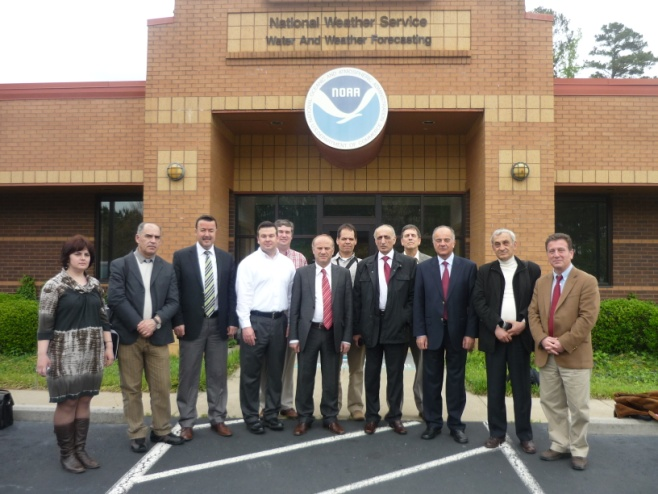 National Weather Service
Water And Weather Forecasting
NOAA